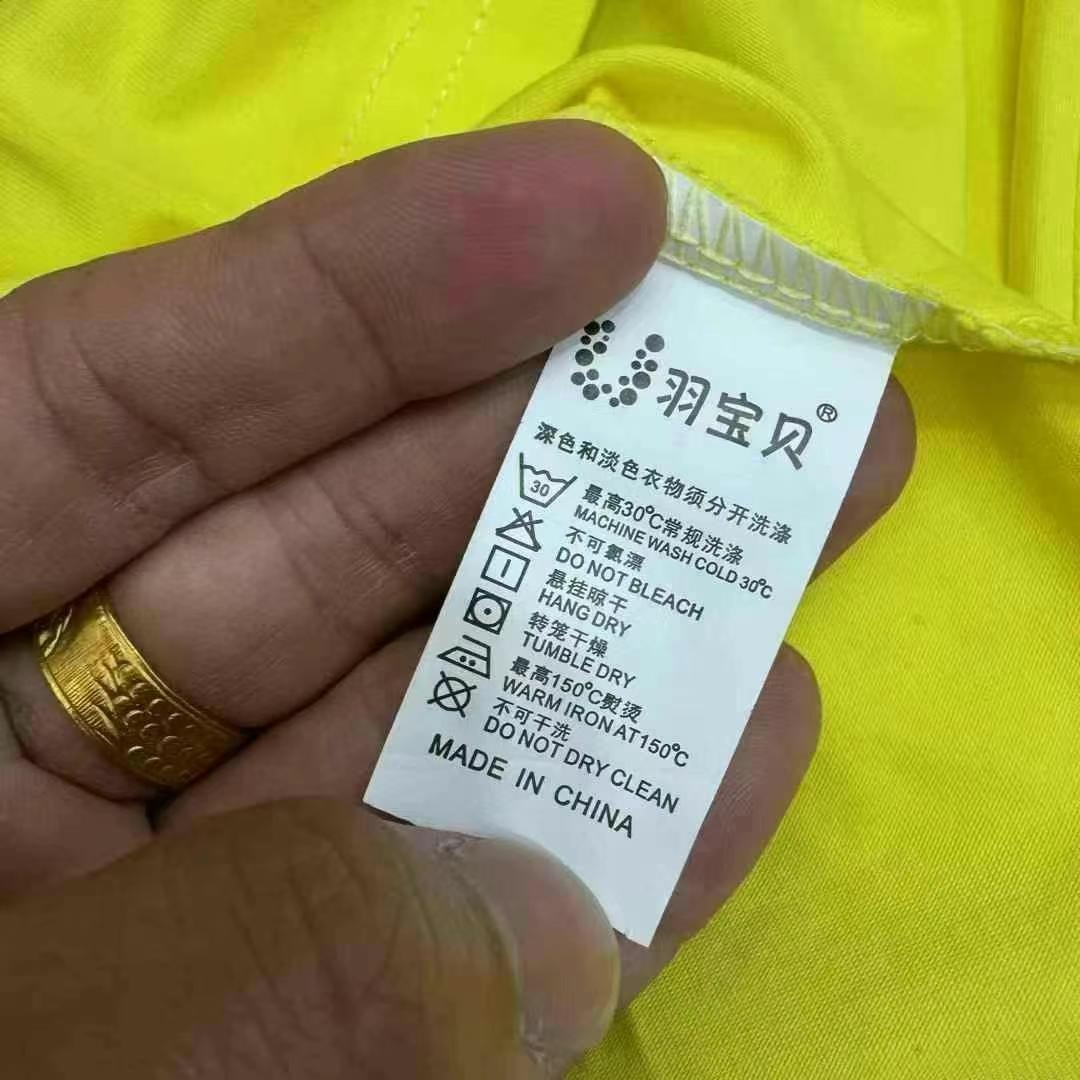 羽宝贝®
深色和淡色衣物须分开洗涤
30 最高30℃常规洗涤
MACHINE WASH COLD 30℃
不可氯漂
DO NOT BLEACH
悬挂晾干
HANG DRY
转笼干燥
TUMBLE DRY
最高150℃熨烫
WARM IRON AT 150℃
不可干洗
DO NOT DRY CLEAN
MADE IN CHINA